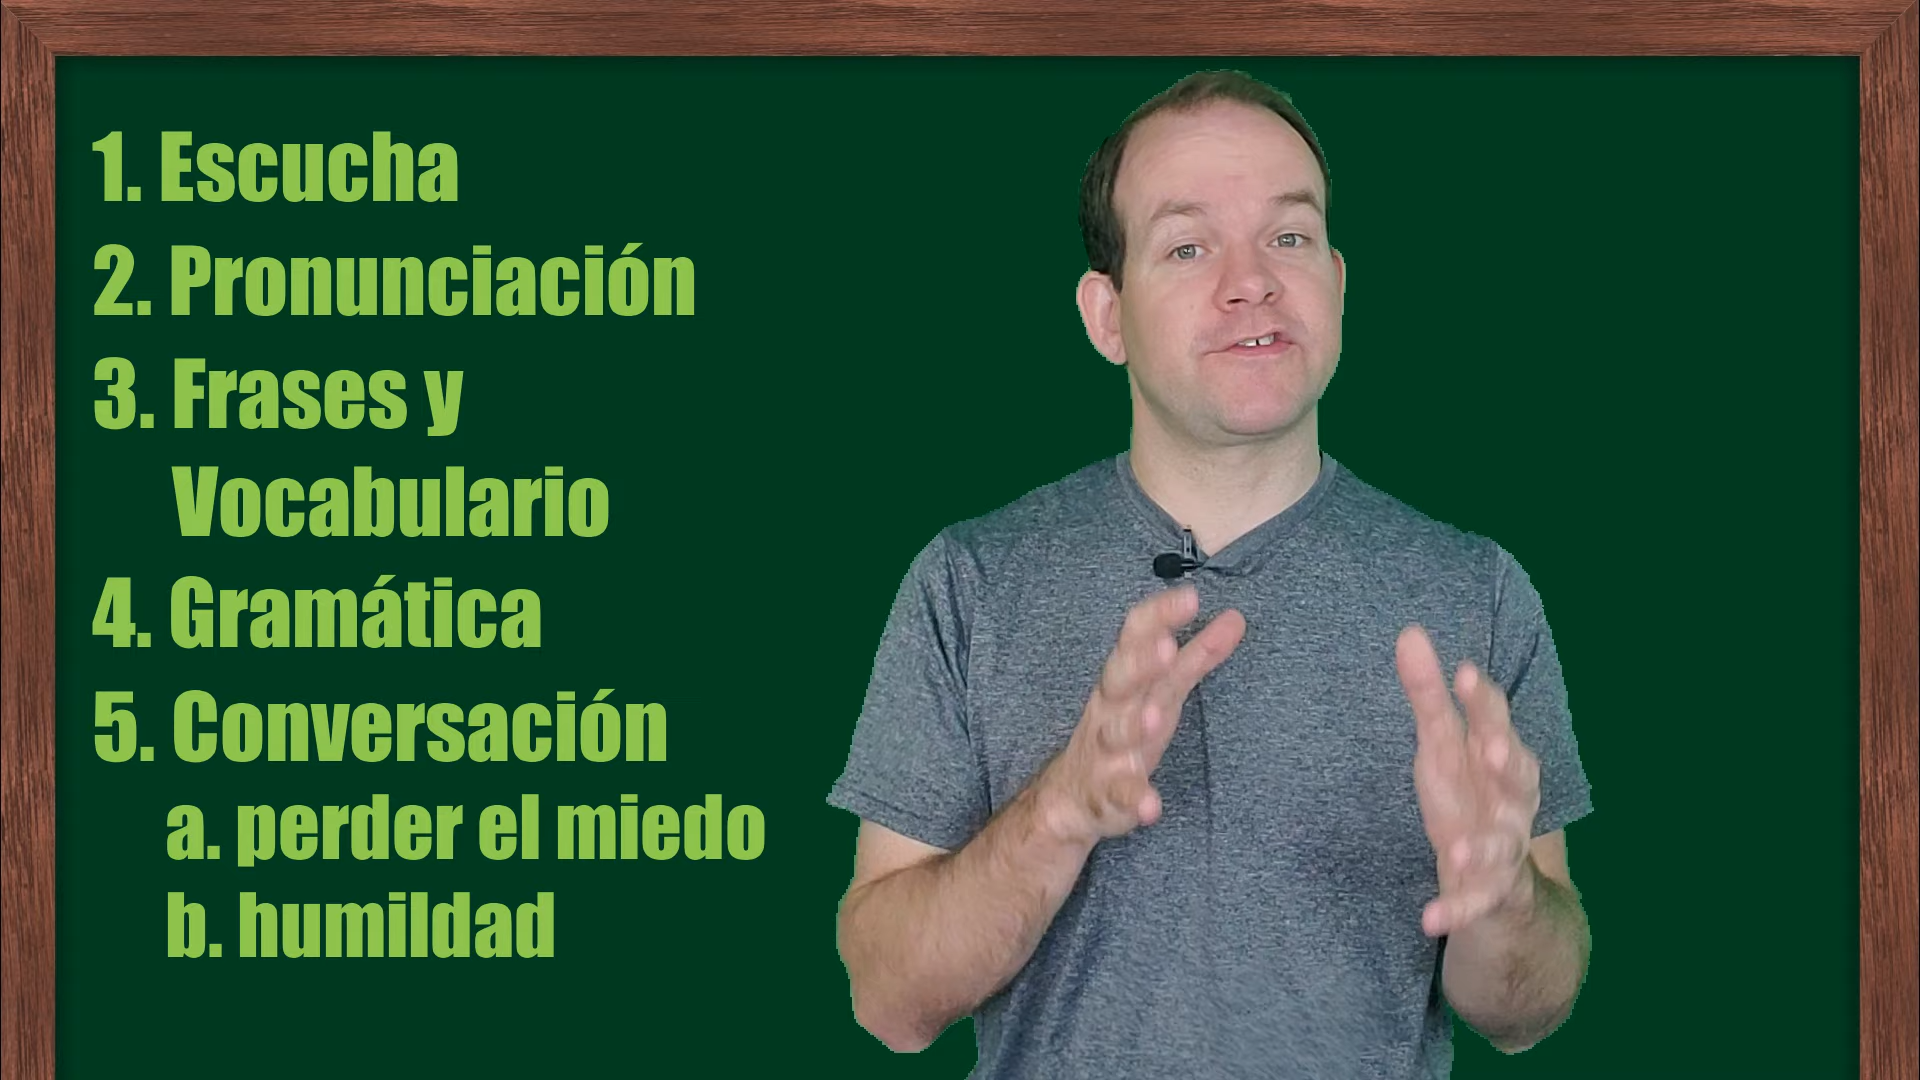 1. Escucha
2. Pronunciación
3. Frases y
Vocabulario
4. Gramática
5. Conversación
a. perder el miedo
b. humildad